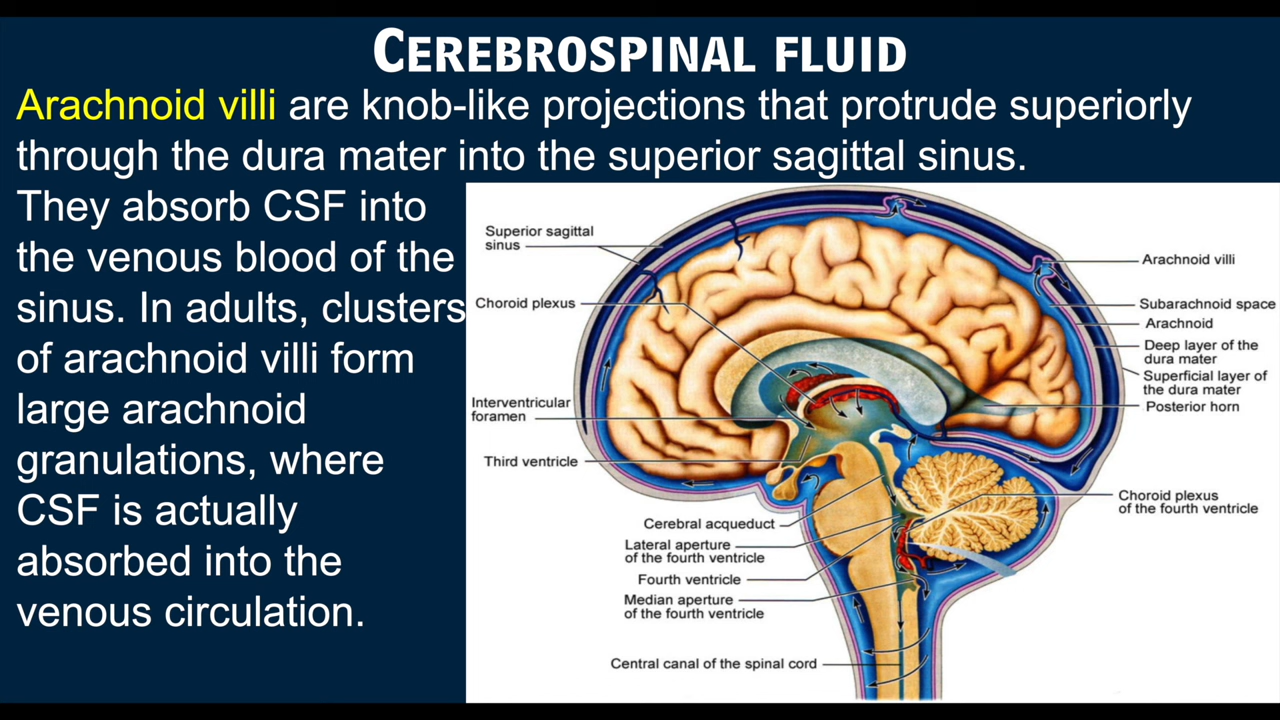 CEREBROSPINAL FLUID
Arachnoid villi are knob-like projections that protrude superiorly
through the dura mater into the superior sagittal sinus.
They absorb CSF into
the venous blood of the
sinus. In adults, clusters
of arachnoid villi form
large arachnoid
granulations, where
CSF is actually
absorbed into the
venous circulation.
Superior sagittal
sinus
Choroid plexus
Interventricular
foramen
Third ventricle
Cerebral acqueduct
Lateral aperture
of the fourth ventricle
Fourth ventricle
Median aperture
of the fourth ventricle
Central canal of the spinal cord
Arachnoid villi
Subarachnoid space
Arachnoid
Deep layer of the
dura mater
Superficial layer of
the dura mater
Posterior horn
Choroid plexus
of the fourth ventricle